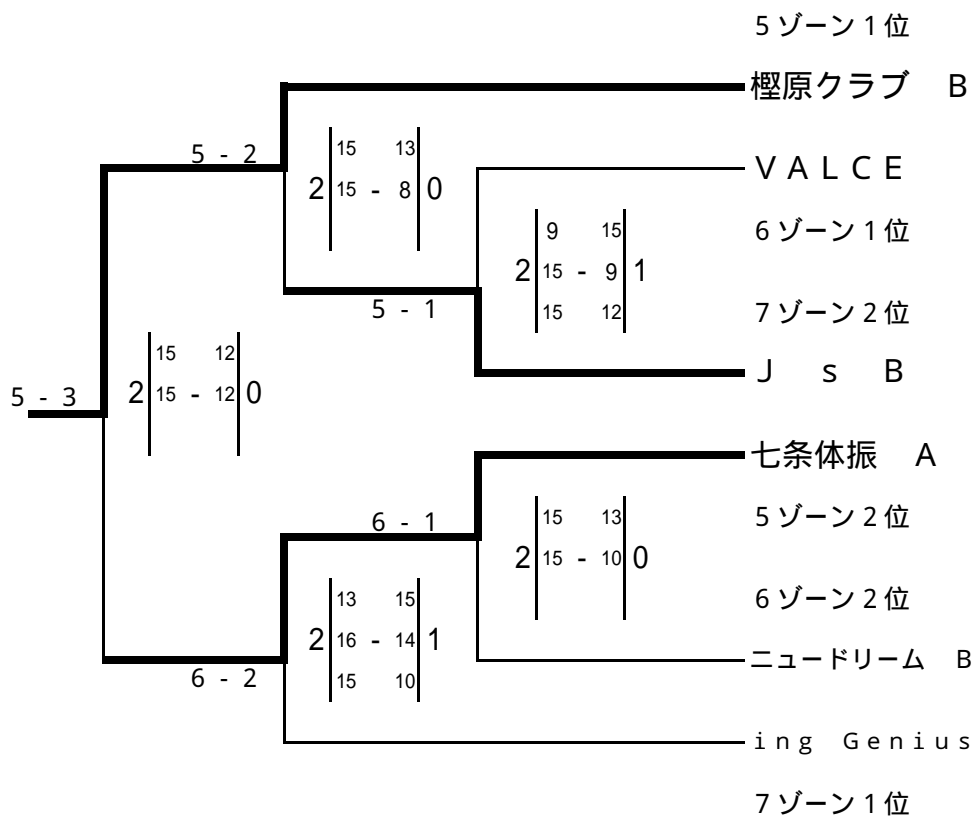 5ゾーン1位
樫原クラブ B
5 - 2
15 13
2 15 - 8 0
VALCE
6ゾーン1位
9 15
2 15 - 9 1
15 12
5 - 1
7ゾーン2位
J s B
15 12
5 - 3
2 15 - 12 0
七条体振 A
6 - 1
15 13
5ゾーン2位
2 15 - 10 0
6ゾーン2位
13 15
2 16 - 14 1
15 10
ニュードリーム B
6 - 2
ing Genius
7ゾーン1位